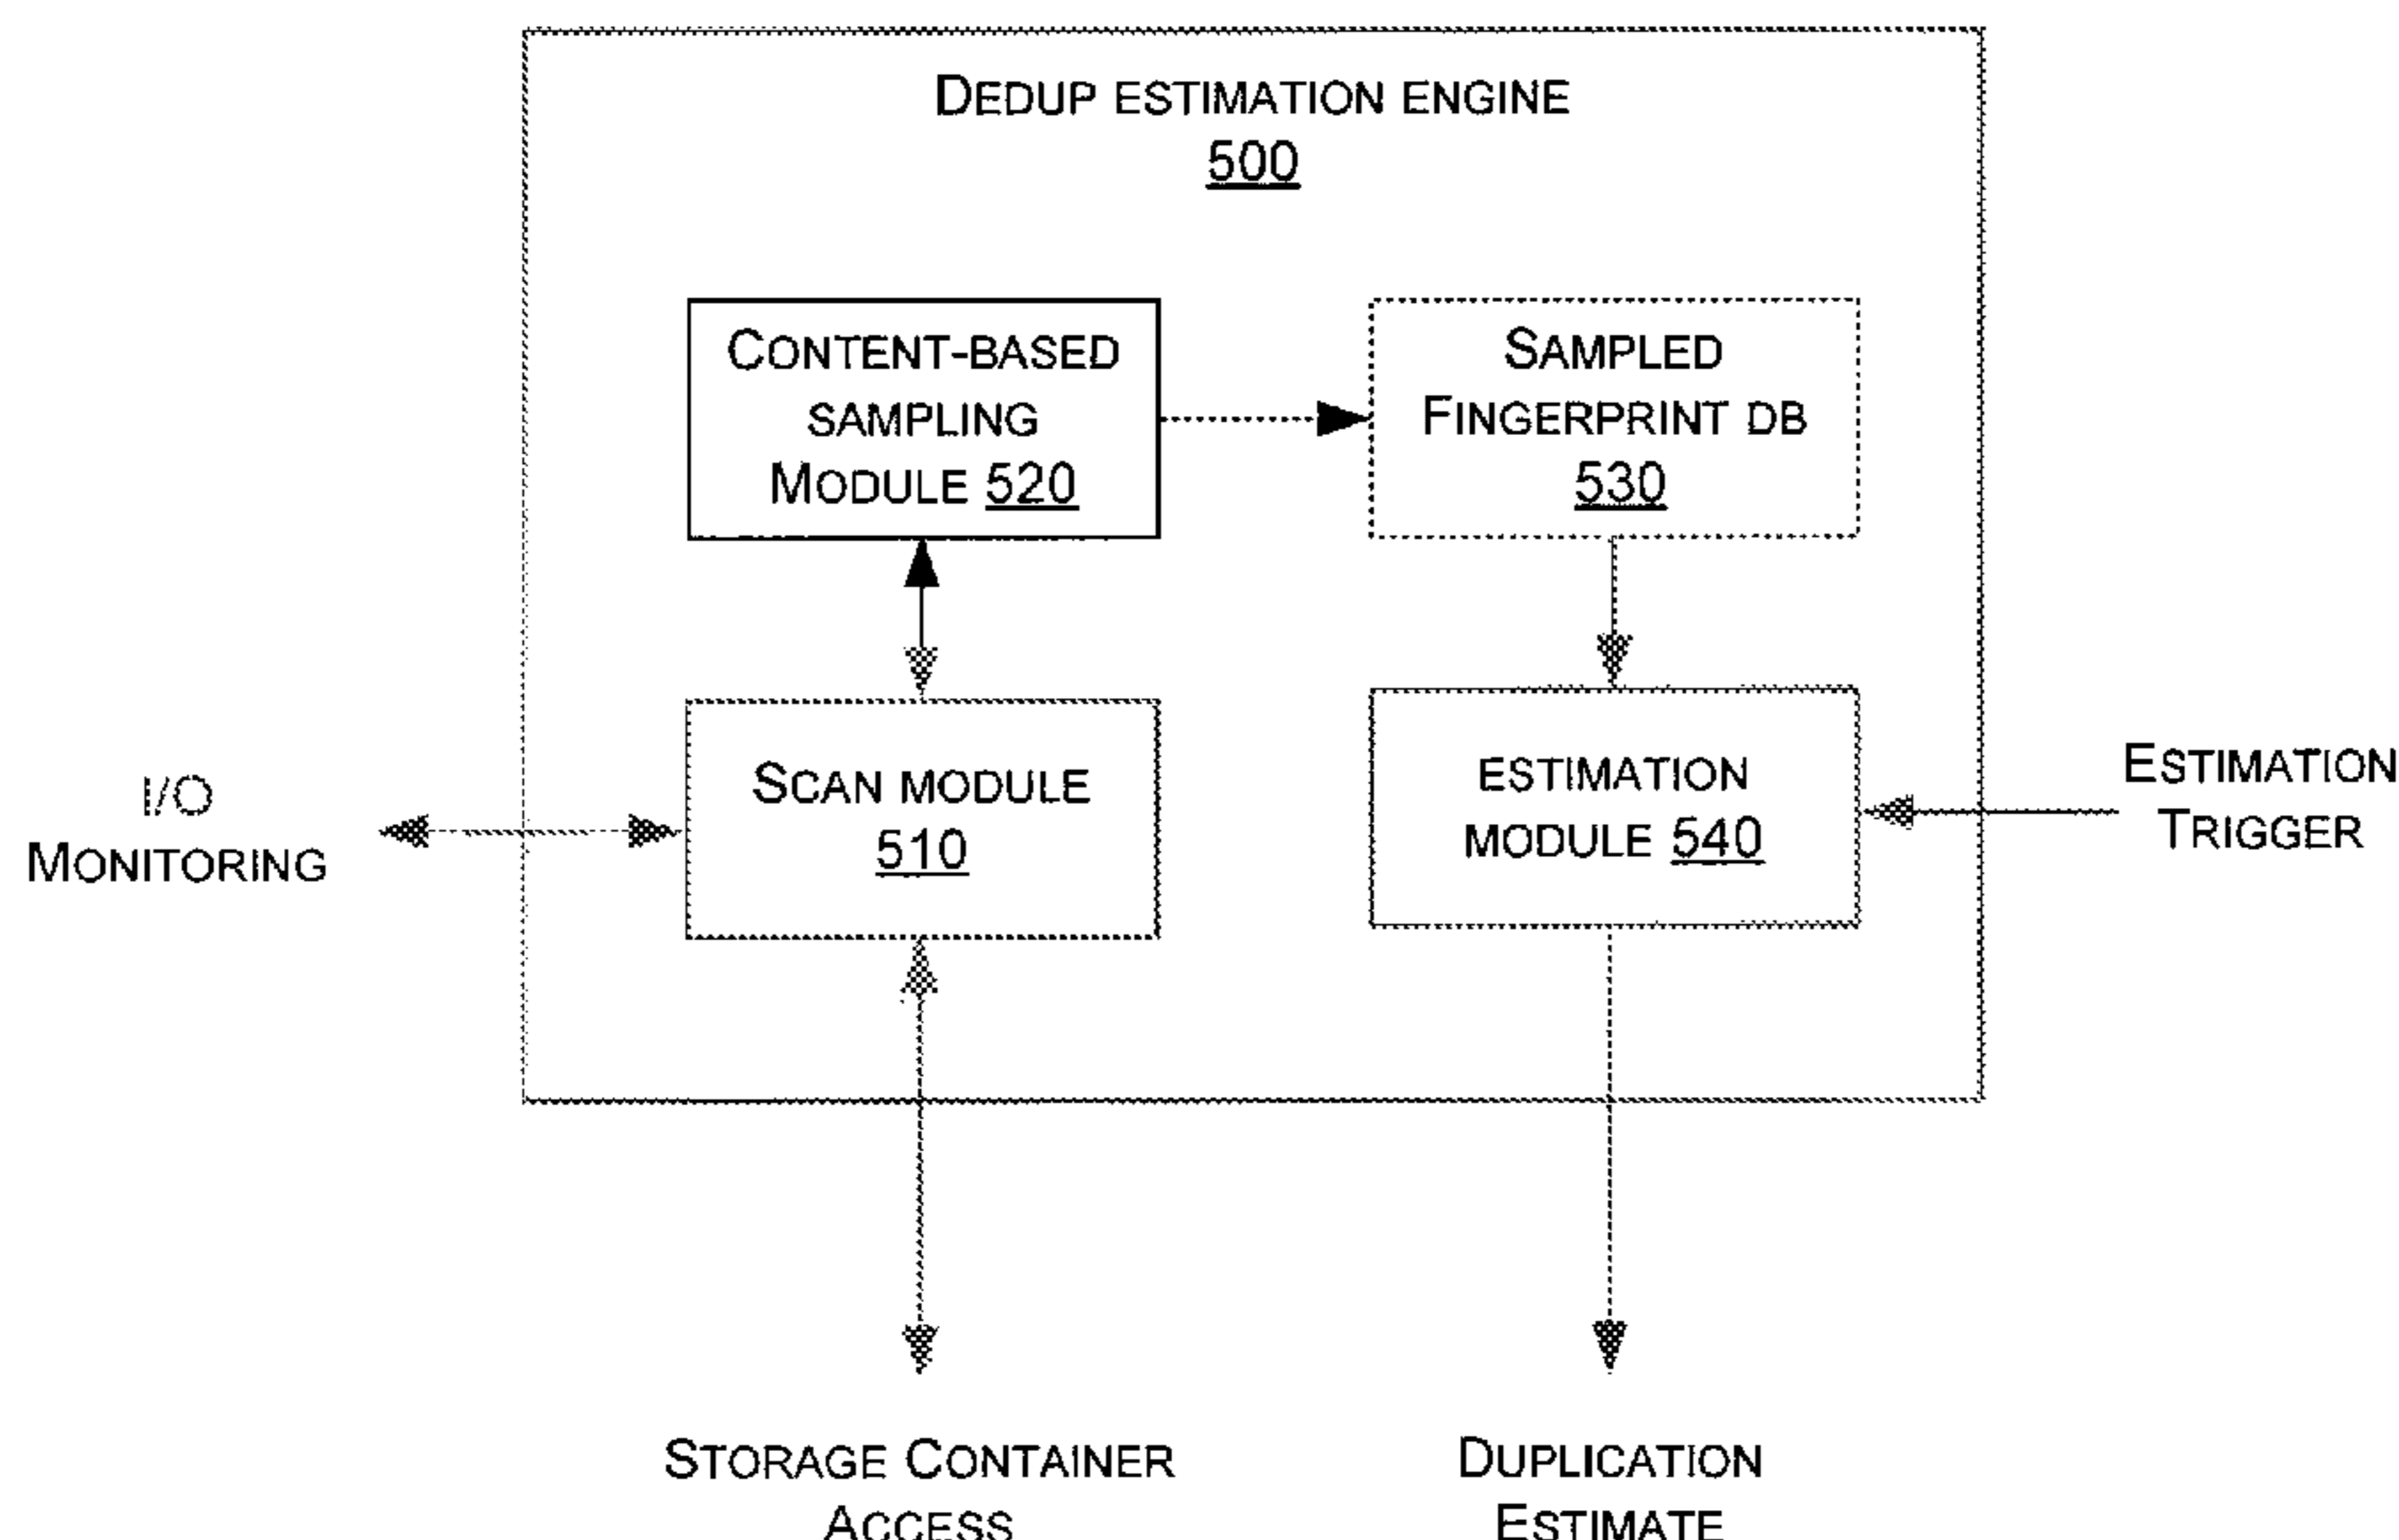 DEDUP ESTIMATION ENGINE
500
CONTENT-BASED
SAMPLING
MODULE 520
SAMPLED
FINGERPRINT DB
530
SCAN MODULE
510
ESTIMATION
MODULE 540
I/O
MONITORING
ESTIMATION
TRIGGER
STORAGE CONTAINER
ACCESS
DUPLICATION
ESTIMATE